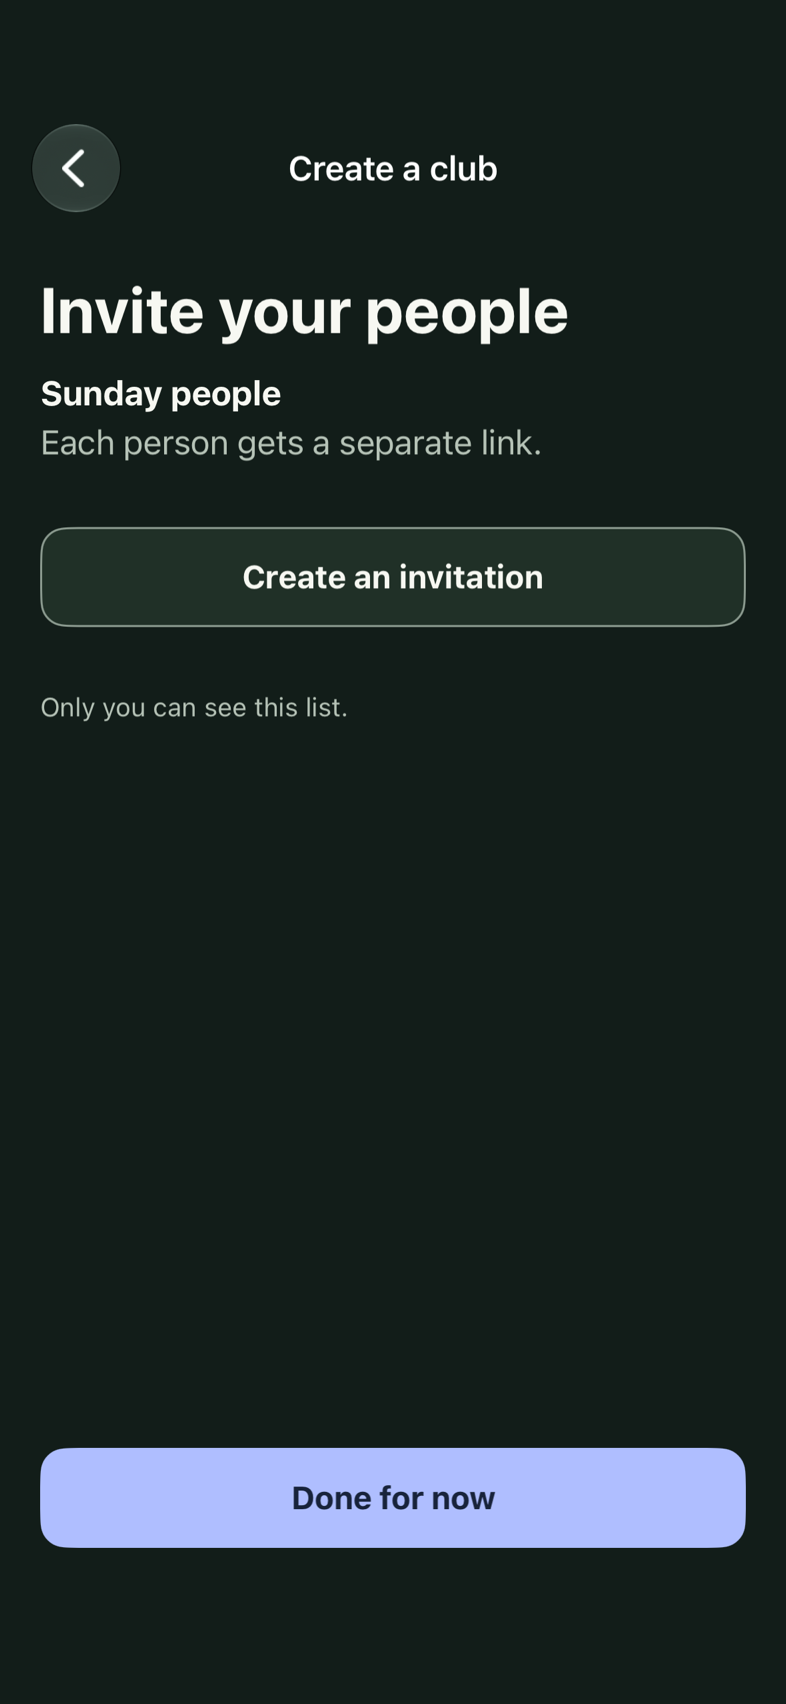 Create a club
Invite your people
Sunday people
Each person gets a separate link.
Create an invitation
Only you can see this list.
Done for now